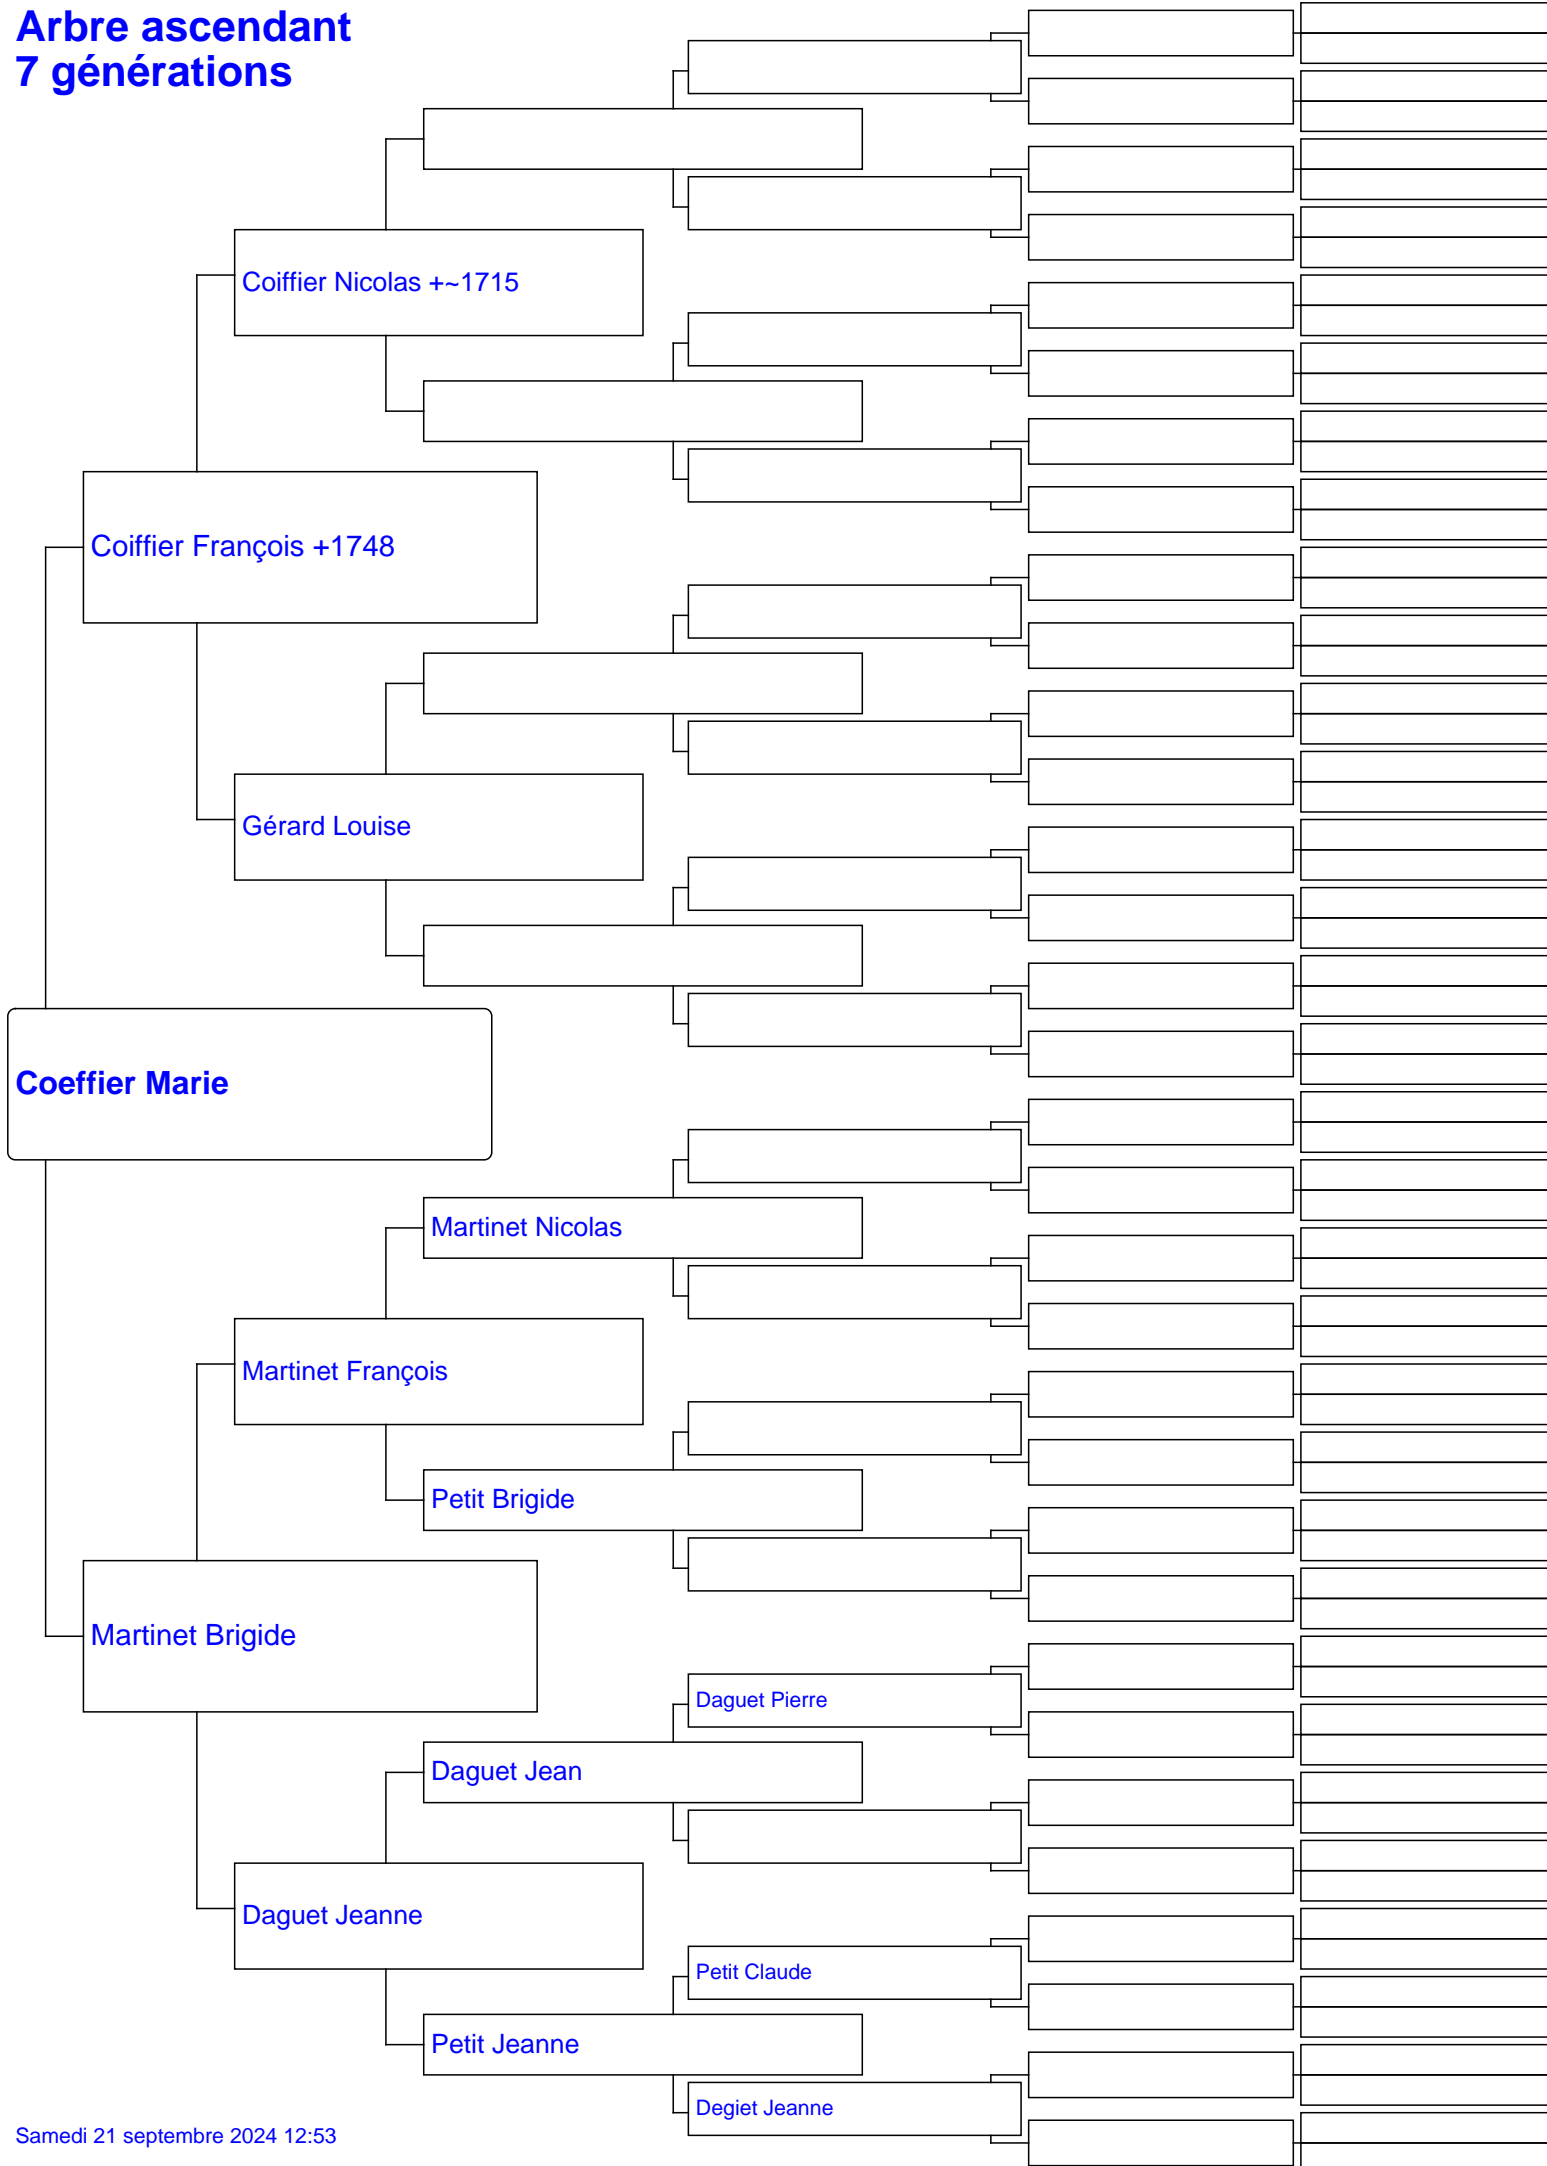 Arbre ascendant
7 générations
Coiffier Nicolas +~1715
Coiffier François +1748
Gérard Louise
Coeffier Marie
Martinet Nicolas
Martinet François
Petit Brigide
Martinet Brigide
Daguet Pierre
Daguet Jean
Daguet Jeanne
Petit Claude
Petit Jeanne
Degiet Jeanne
Samedi 21 septembre 2024 12:53